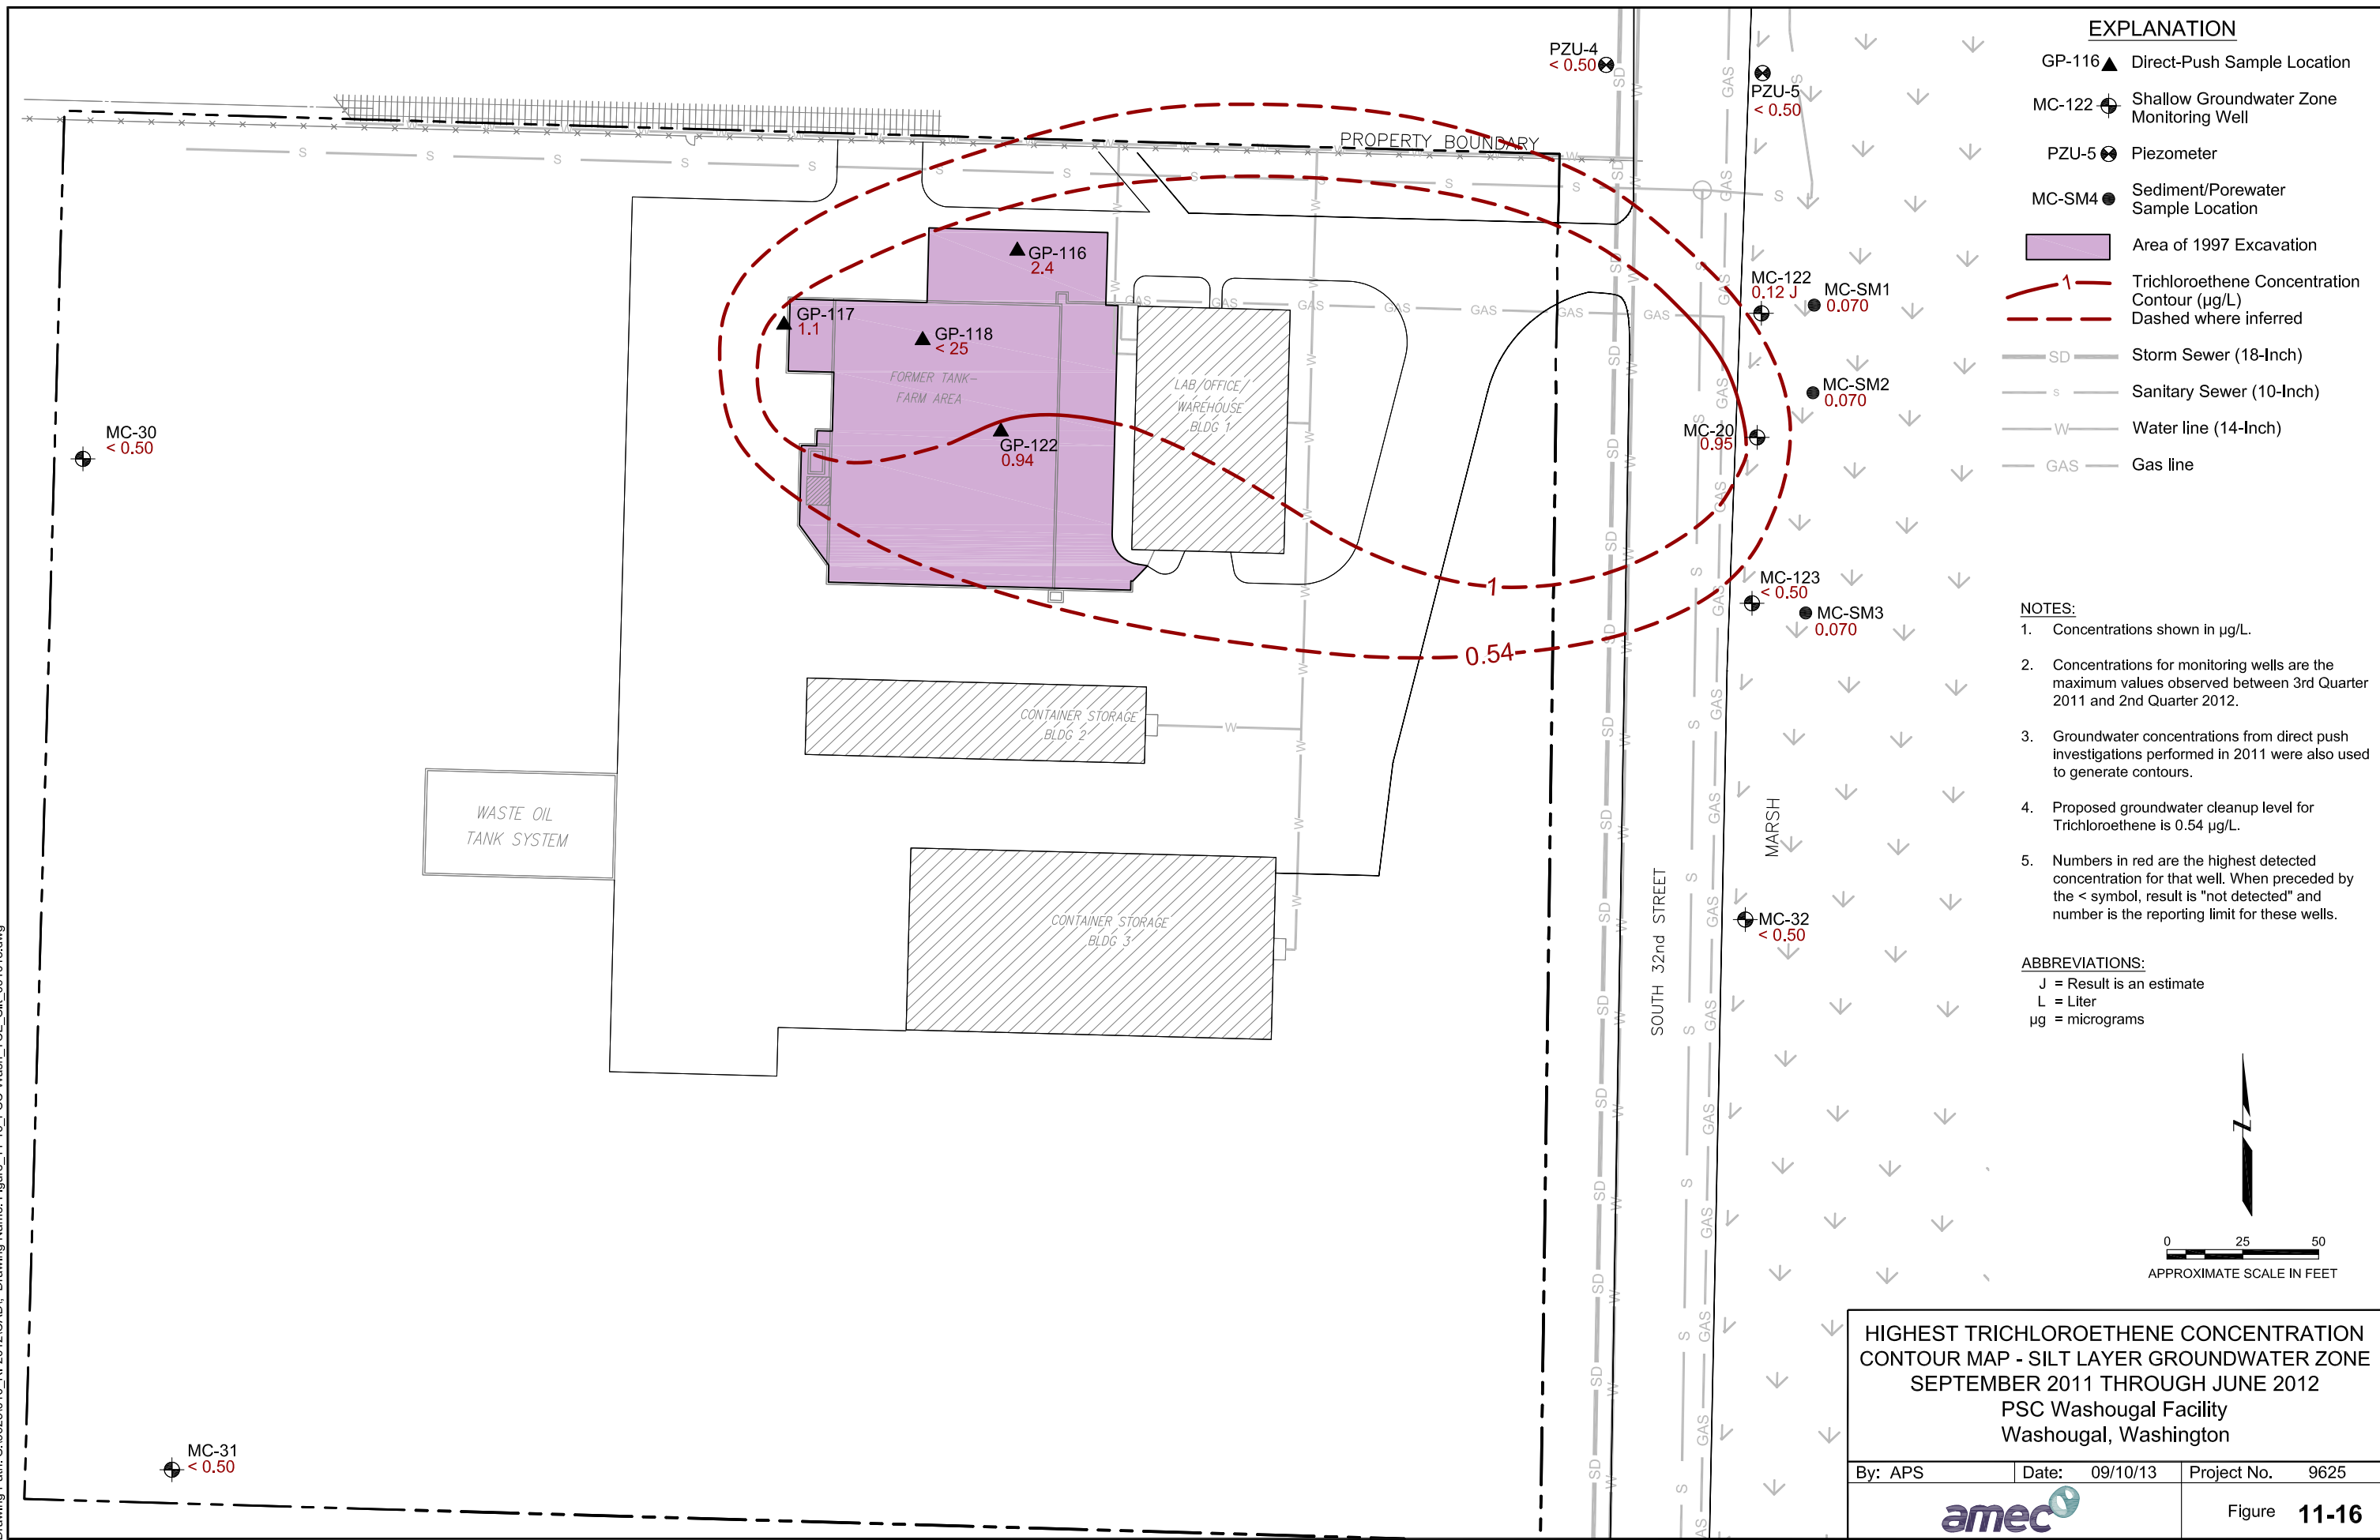 PZU-4
< 0.50
PZU-5
< 0.50
PROPERTY BOUNDARY
GP-116
2.4
GP-117
1.1
GP-118
< 25
FORMER TANK-
FARM AREA
GP-122
0.94
LAB/OFFICE/
WAREHOUSE
BLDG 1
MC-122
0.12 J
MC-SM1
0.070
MC-SM2
0.070
MC-20
0.95
MC-30
< 0.50
1
0.54
MC-123
< 0.50
MC-SM3
0.070
CONTAINER STORAGE
BLDG 2
WASTE OIL
TANK SYSTEM
CONTAINER STORAGE
BLDG 3
MARSH
SOUTH 32nd STREET
MC-32
< 0.50
MC-31
< 0.50
EXPLANATION
GP-116 Direct-Push Sample Location
MC-122 Shallow Groundwater Zone
Monitoring Well
PZU-5 Piezometer
MC-SM4 Sediment/Porewater
Sample Location
Area of 1997 Excavation
1 Trichloroethene Concentration
Contour (µg/L)
Dashed where inferred
SD Storm Sewer (18-Inch)
S Sanitary Sewer (10-Inch)
W Water line (14-Inch)
GAS Gas line
NOTES:
1. Concentrations shown in µg/L.
2. Concentrations for monitoring wells are the
maximum values observed between 3rd Quarter
2011 and 2nd Quarter 2012.
3. Groundwater concentrations from direct push
investigations performed in 2011 were also used
to generate contours.
4. Proposed groundwater cleanup level for
Trichloroethene is 0.54 µg/L.
5. Numbers in red are the highest detected
concentration for that well. When preceded by
the < symbol, result is "not detected" and
number is the reporting limit for these wells.
ABBREVIATIONS:
J = Result is an estimate
L = Liter
µg = micrograms
0 25 50
APPROXIMATE SCALE IN FEET
HIGHEST TRICHLOROETHENE CONCENTRATION
CONTOUR MAP - SILT LAYER GROUNDWATER ZONE
SEPTEMBER 2011 THROUGH JUNE 2012
PSC Washougal Facility
Washougal, Washington
By: APS Date: 09/10/13 Project No. 9625
amec Figure 11-16